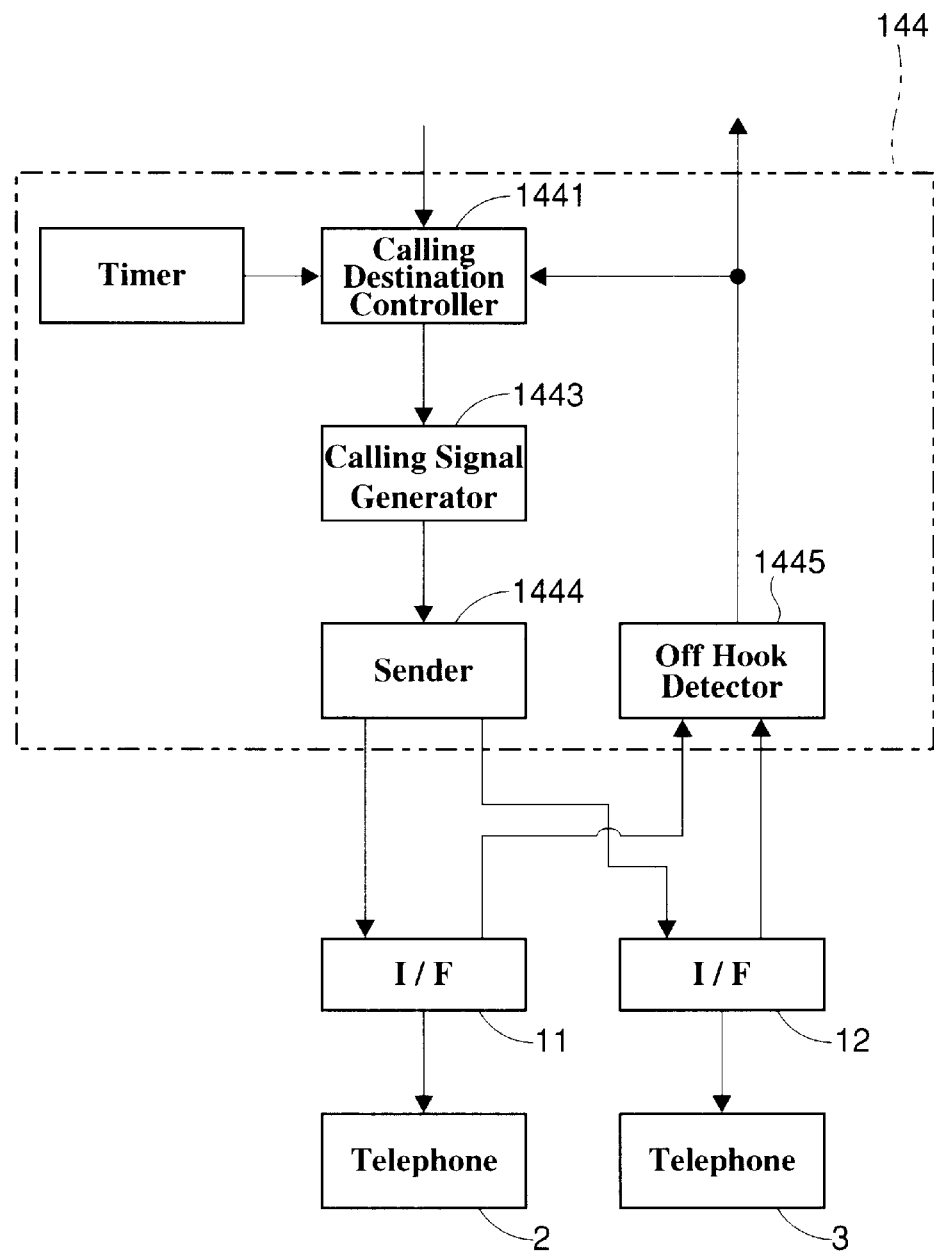 144
1441
Timer
Calling
Destination
Controller
1443
Calling Signal
Generator
1444
1445
Sender
Off Hook
Detector
I / F
I / F
11
12
Telephone
Telephone
2
3